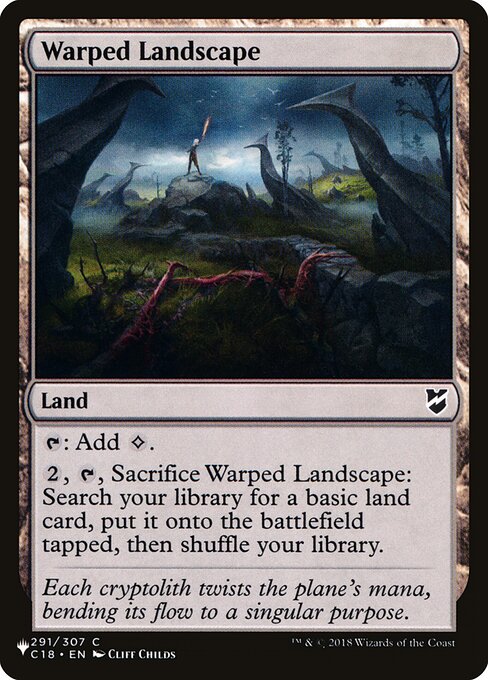 Warped Landscape
Land
: Add .
2, , Sacrifice Warped Landscape:
Search your library for a basic land
card, put it onto the battlefield
tapped, then shuffle your library.
Each cryptolith twists the plane's mana,
bending its flow to a singular purpose.
291/307 C
C18 • EN Cliff Childs
™ & © 2018 Wizards of the Coast